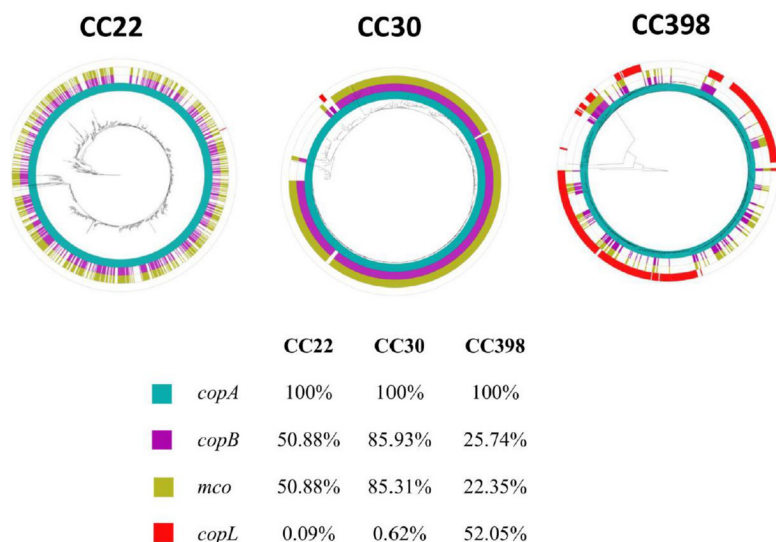 CC22 CC30 CC398
CC22 CC30 CC398
copA 100% 100% 100%
copB 50.88% 85.93% 25.74%
mco 50.88% 85.31% 22.35%
copL 0.09% 0.62% 52.05%